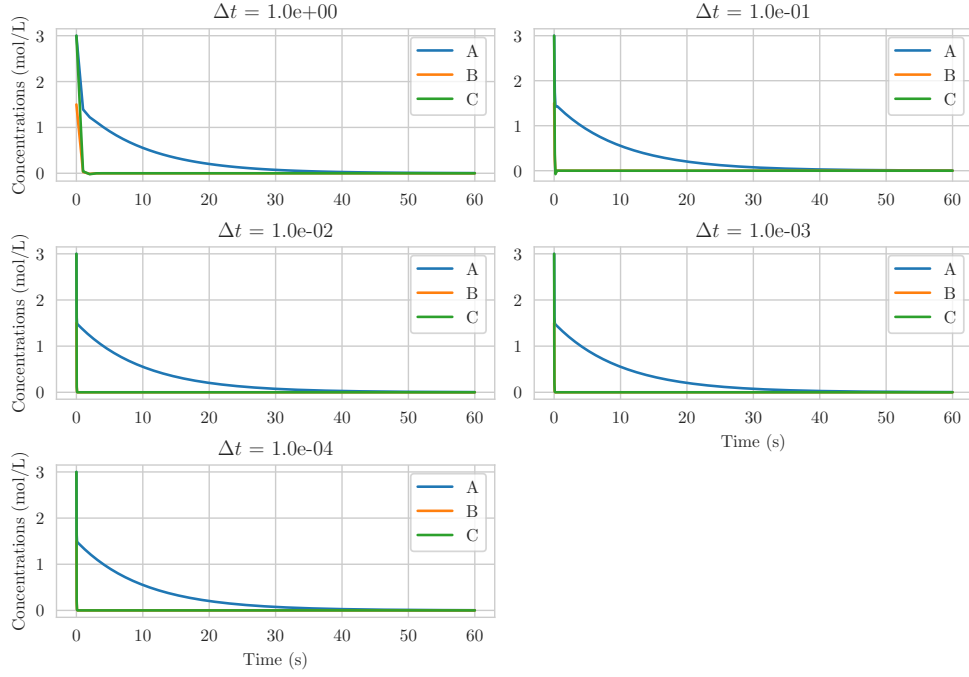 Δt = 1.0e+00
Concentrations (mol/L)
3
2
1
0
0 10 20 30 40 50 60
A
B
C
Δt = 1.0e-01
3
2
1
0
0 10 20 30 40 50 60
A
B
C
Δt = 1.0e-02
Concentrations (mol/L)
3
2
1
0
0 10 20 30 40 50 60
A
B
C
Δt = 1.0e-03
3
2
1
0
0 10 20 30 40 50 60
Time (s)
A
B
C
Δt = 1.0e-04
Concentrations (mol/L)
3
2
1
0
0 10 20 30 40 50 60
Time (s)
A
B
C